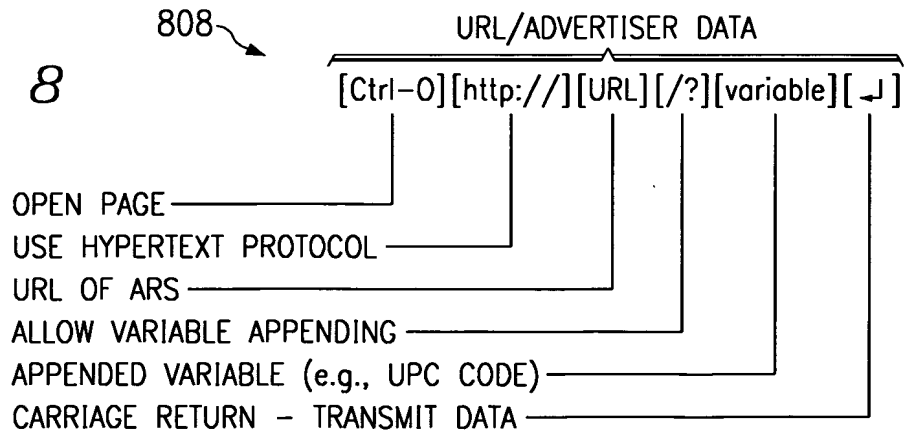 808
URL/ADVERTISER DATA
8
[Ctrl-O][http://][URL][/?][variable][↵]
OPEN PAGE
USE HYPERTEXT PROTOCOL
URL OF ARS
ALLOW VARIABLE APPENDING
APPENDED VARIABLE (e.g., UPC CODE)
CARRIAGE RETURN - TRANSMIT DATA